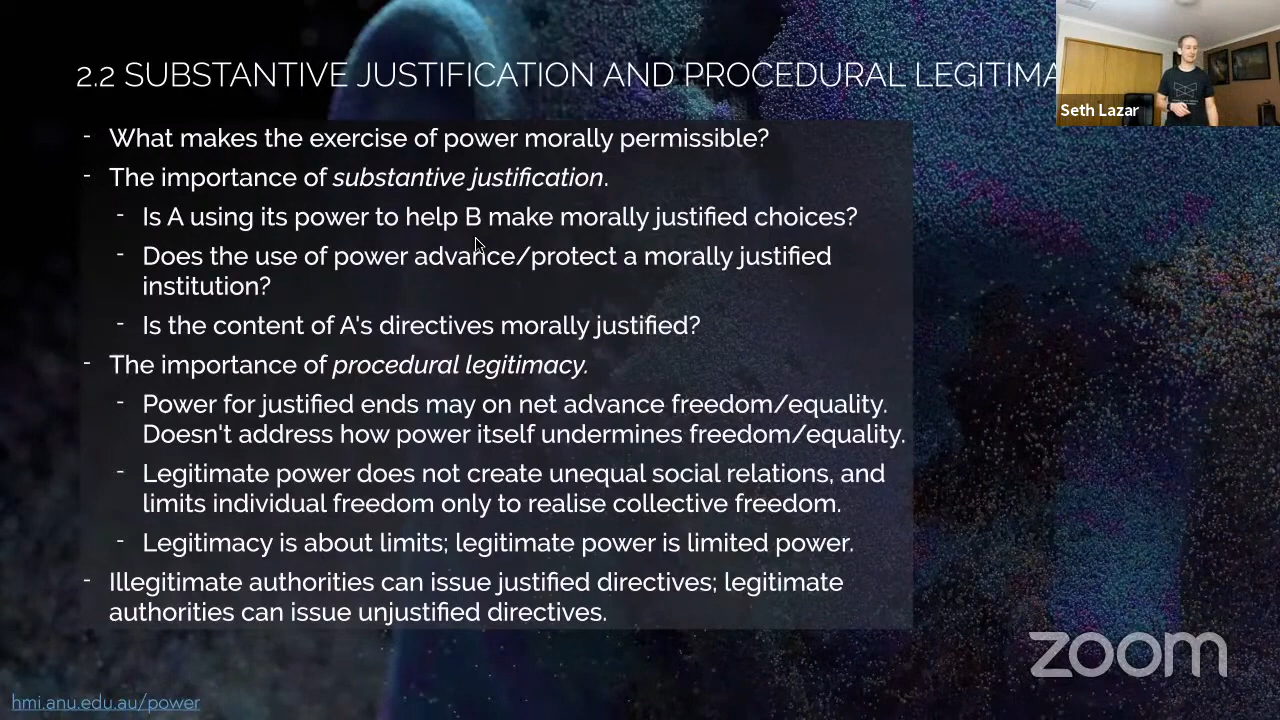 2.2 SUBSTANTIVE JUSTIFICATION AND PROCEDURAL LEGITIMA
Seth Lazar
- What makes the exercise of power morally permissible?
- The importance of substantive justification.
- Is A using its power to help B make morally justified choices?
- Does the use of power advance/protect a morally justified
institution?
- Is the content of A's directives morally justified?
- The importance of procedural legitimacy.
- Power for justified ends may on net advance freedom/equality.
Doesn't address how power itself undermines freedom/equality.
- Legitimate power does not create unequal social relations, and
limits individual freedom only to realise collective freedom.
- Legitimacy is about limits; legitimate power is limited power.
- Illegitimate authorities can issue justified directives; legitimate
authorities can issue unjustified directives.
zoom
hmi.anu.edu.au/power